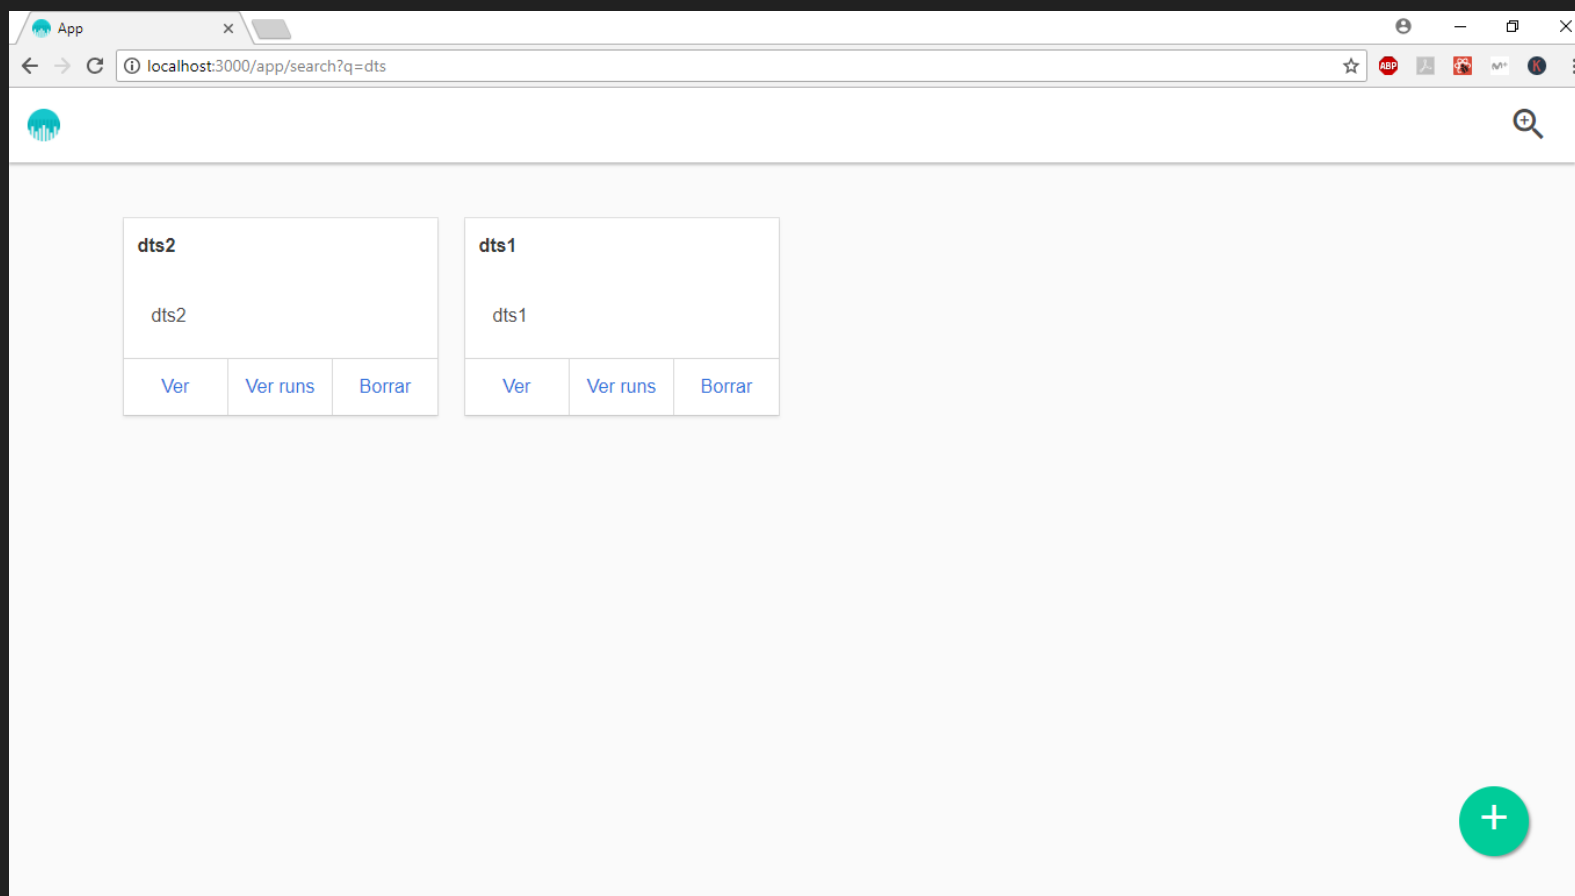 App
localhost:3000/app/search?q=dts
ABP
K
dts2
dts2
Ver Ver runs Borrar
dts1
dts1
Ver Ver runs Borrar